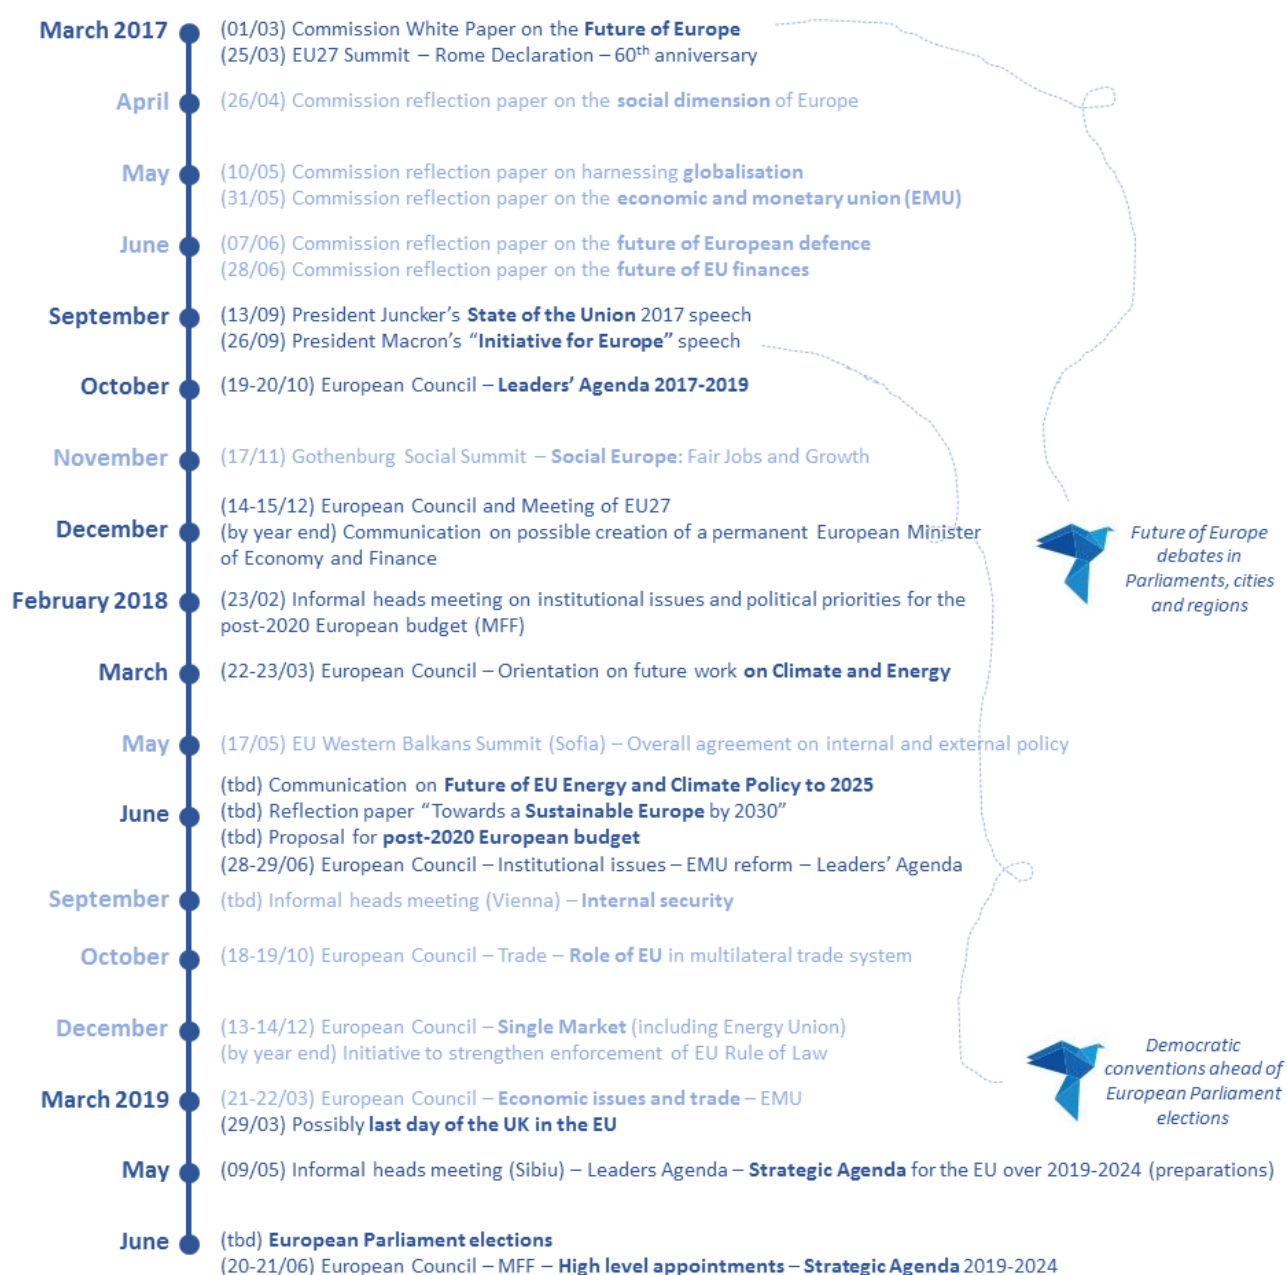 March 2017
(01/03) Commission White Paper on the Future of Europe
(25/03) EU27 Summit – Rome Declaration – 60th anniversary
April
(26/04) Commission reflection paper on the social dimension of Europe
May
(10/05) Commission reflection paper on harnessing globalisation
(31/05) Commission reflection paper on the economic and monetary union (EMU)
June
(07/06) Commission reflection paper on the future of European defence
(28/06) Commission reflection paper on the future of EU finances
September
(13/09) President Juncker’s State of the Union 2017 speech
(26/09) President Macron’s “Initiative for Europe” speech
October
(19-20/10) European Council – Leaders’ Agenda 2017-2019
November
(17/11) Gothenburg Social Summit – Social Europe: Fair Jobs and Growth
December
(14-15/12) European Council and Meeting of EU27
(by year end) Communication on possible creation of a permanent European Minister
of Economy and Finance
Future of Europe
debates in
Parliaments, cities
and regions
February 2018
(23/02) Informal heads meeting on institutional issues and political priorities for the
post-2020 European budget (MFF)
March
(22-23/03) European Council – Orientation on future work on Climate and Energy
May
(17/05) EU Western Balkans Summit (Sofia) – Overall agreement on internal and external policy
June
(tbd) Communication on Future of EU Energy and Climate Policy to 2025
(tbd) Reflection paper “Towards a Sustainable Europe by 2030”
(tbd) Proposal for post-2020 European budget
(28-29/06) European Council – Institutional issues – EMU reform – Leaders’ Agenda
September
(tbd) Informal heads meeting (Vienna) – Internal security
October
(18-19/10) European Council – Trade – Role of EU in multilateral trade system
December
(13-14/12) European Council – Single Market (including Energy Union)
(by year end) Initiative to strengthen enforcement of EU Rule of Law
Democratic
conventions ahead of
European Parliament
elections
March 2019
(21-22/03) European Council – Economic issues and trade – EMU
(29/03) Possibly last day of the UK in the EU
May
(09/05) Informal heads meeting (Sibiu) – Leaders Agenda – Strategic Agenda for the EU over 2019-2024 (preparations)
June
(tbd) European Parliament elections
(20-21/06) European Council – MFF – High level appointments – Strategic Agenda 2019-2024